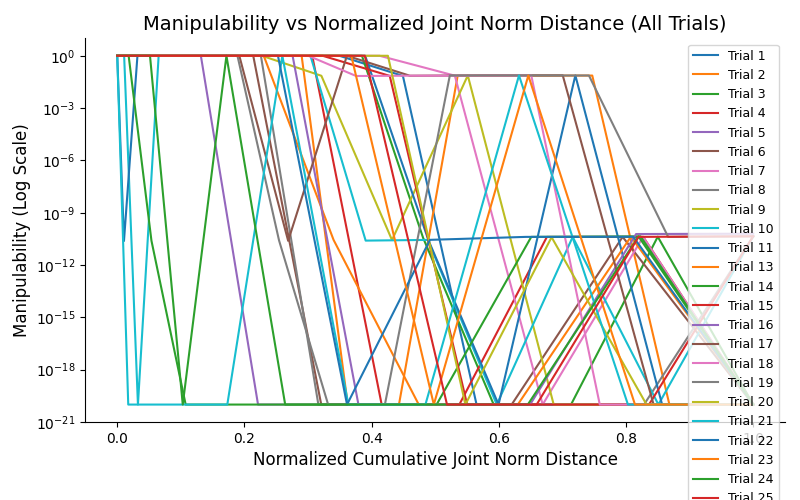 Manipulability vs Normalized Joint Norm Distance (All Trials)
Manipulability (Log Scale)
10⁰
10⁻³
10⁻⁶
10⁻⁹
10⁻¹²
10⁻¹⁵
10⁻¹⁸
10⁻²¹
0.0
0.2
0.4
0.6
0.8
Normalized Cumulative Joint Norm Distance
Trial 1
Trial 2
Trial 3
Trial 4
Trial 5
Trial 6
Trial 7
Trial 8
Trial 9
Trial 10
Trial 11
Trial 13
Trial 14
Trial 15
Trial 16
Trial 17
Trial 18
Trial 19
Trial 20
Trial 21
Trial 22
Trial 23
Trial 24
Trial 25